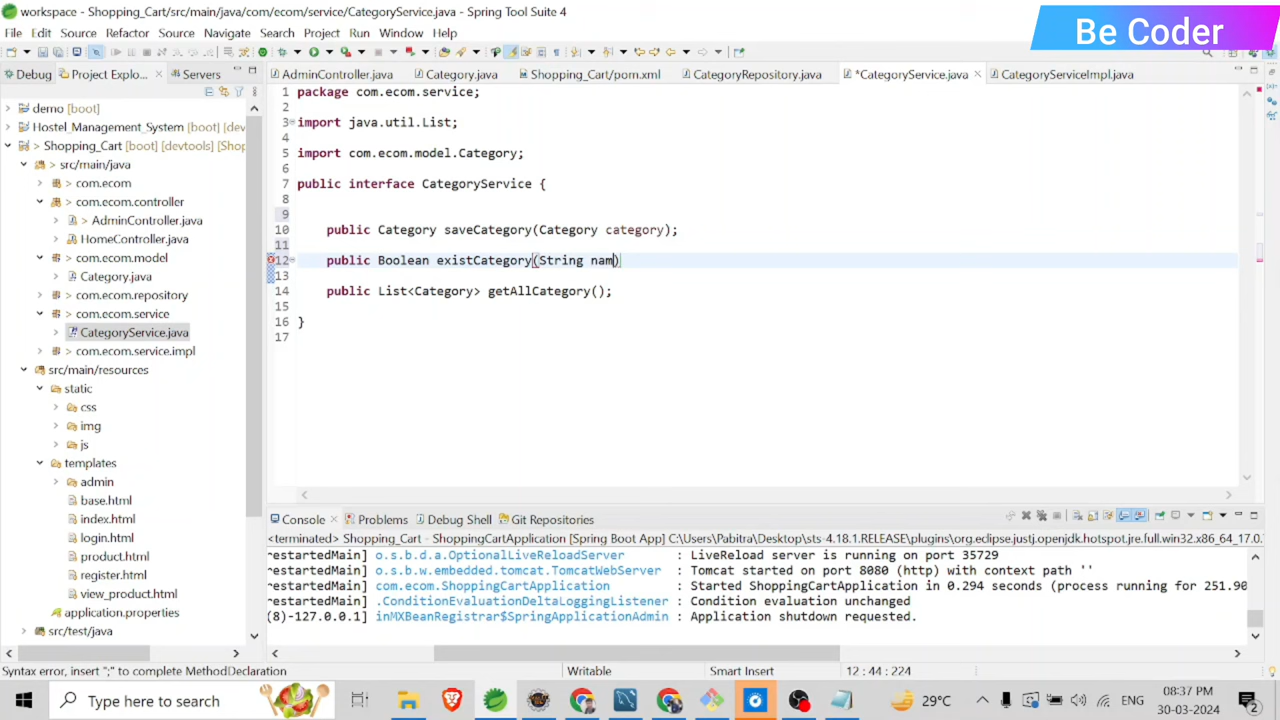 workspace - Shopping_Cart/src/main/java/com/ecom/service/CategoryService.java - Spring Tool Suite 4
Be Coder
File Edit Source Refactor Source Navigate Search Project Run Window Help
Debug Project Explo... Servers
AdminController.java Category.java Shopping_Cart/pom.xml CategoryRepository.java *CategoryService.java CategoryServiceImpl.java
demo [boot]
Hostel_Management_System [boot] [dev
Shopping_Cart [boot] [devtools] [Shop
src/main/java
com.ecom
com.ecom.controller
AdminController.java
HomeController.java
com.ecom.model
Category.java
com.ecom.repository
com.ecom.service
CategoryService.java
com.ecom.service.impl
src/main/resources
static
css
img
js
templates
admin
base.html
index.html
login.html
product.html
register.html
view_product.html
application.properties
src/test/java
1 package com.ecom.service;
2
3 import java.util.List;
4
5 import com.ecom.model.Category;
6
7 public interface CategoryService {
8
9
10 public Category saveCategory(Category category);
11
12 public Boolean existCategory(String nam)
13
14 public List<Category> getAllCategory();
15
16 }
17
Console Problems Debug Shell Git Repositories
<terminated> Shopping_Cart - ShoppingCartApplication [Spring Boot App] C:\Users\Pabitra\Desktop\sts-4.18.1.RELEASE\plugins\org.eclipse.justj.openjdk.hotspot.jre.full.win32.x86_64_17.0.
restartedMain] o.s.b.d.a.OptionalLiveReloadServer : LiveReload server is running on port 35729
restartedMain] o.s.b.w.embedded.tomcat.TomcatWebServer : Tomcat started on port 8080 (http) with context path ''
restartedMain] com.ecom.ShoppingCartApplication : Started ShoppingCartApplication in 0.294 seconds (process running for 251.90
restartedMain] .ConditionEvaluationDeltaLoggingListener : Condition evaluation unchanged
(8)-127.0.0.1] inMXBeanRegistrar$SpringApplicationAdmin : Application shutdown requested.
Syntax error, insert ";" to complete MethodDeclaration Writable Smart Insert 12 : 44 : 224
Type here to search 29°C ENG 08:37 PM
30-03-2024 2